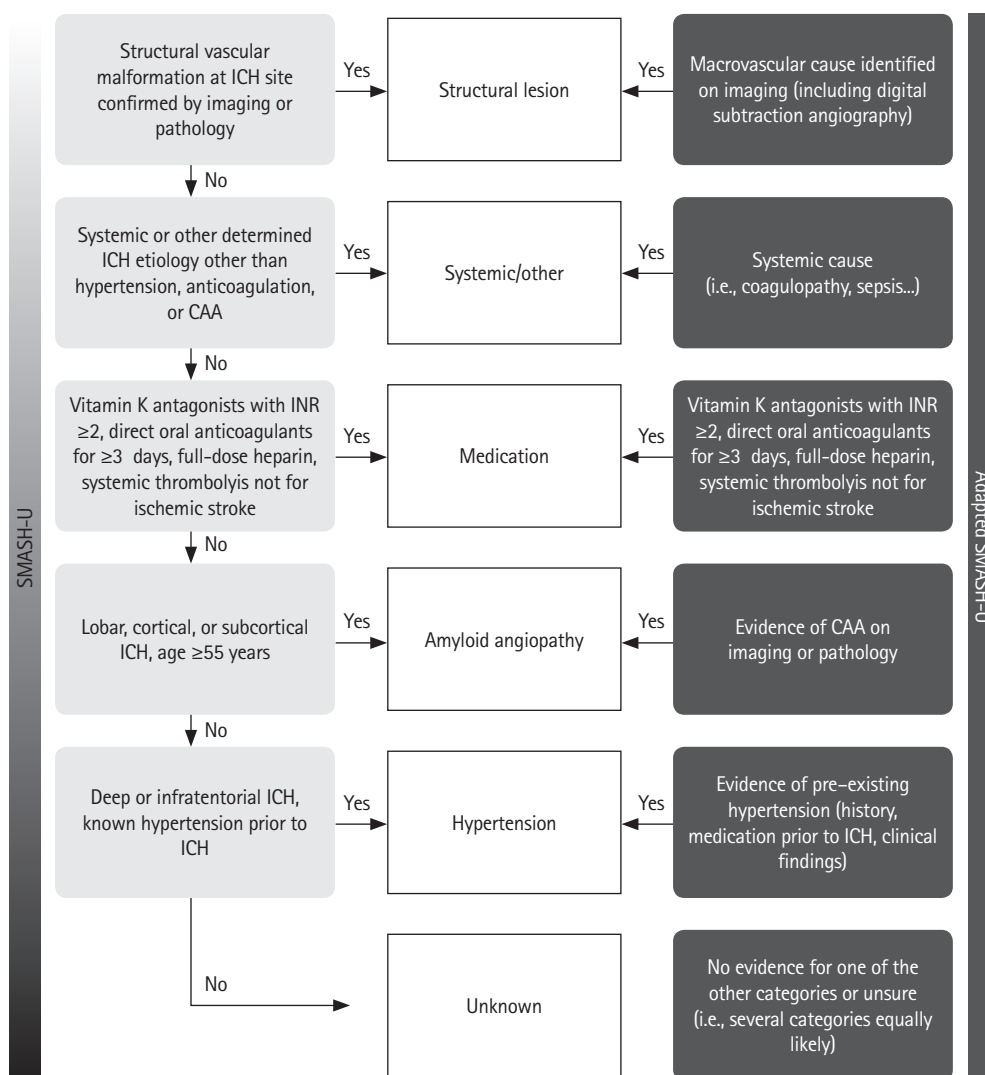 SMASH-U
Structural vascular
malformation at ICH site
confirmed by imaging or
pathology
Yes
Structural lesion
Yes
Macrovascular cause identified
on imaging (including digital
subtraction angiography)
No
Systemic or other determined
ICH etiology other than
hypertension, anticoagulation,
or CAA
Yes
Systemic/other
Yes
Systemic cause
(i.e., coagulopathy, sepsis...)
No
Vitamin K antagonists with INR
≥2, direct oral anticoagulants
for ≥3 days, full-dose heparin,
systemic thrombolyis not for
ischemic stroke
Yes
Medication
Yes
Vitamin K antagonists with INR
≥2, direct oral anticoagulants
for ≥3 days, full-dose heparin,
systemic thrombolyis not for
ischemic stroke
No
Lobar, cortical, or subcortical
ICH, age ≥55 years
Yes
Amyloid angiopathy
Yes
Evidence of CAA on
imaging or pathology
No
Deep or infratentorial ICH,
known hypertension prior to
ICH
Yes
Hypertension
Yes
Evidence of pre-existing
hypertension (history,
medication prior to ICH, clinical
findings)
No
Unknown
No evidence for one of the
other categories or unsure
(i.e., several categories equally
likely)
Adapted SMASH-U